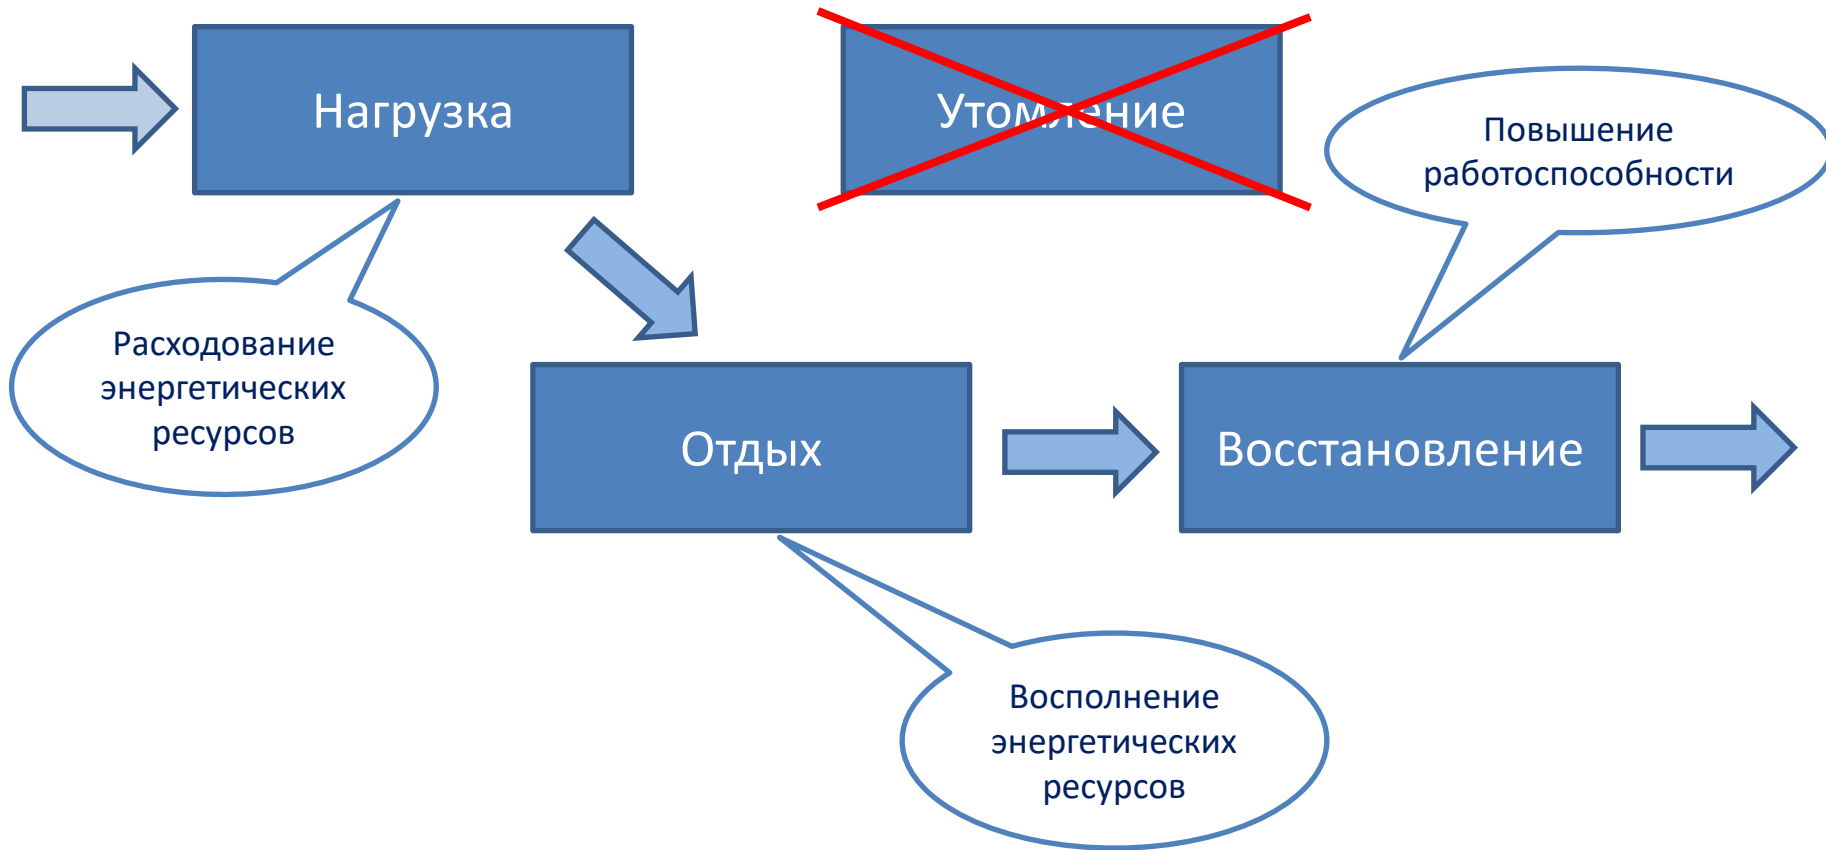 Нагрузка
Утомление
Повышение
работоспособности
Расходование
энергетических
ресурсов
Отдых
Восстановление
Восполнение
энергетических
ресурсов